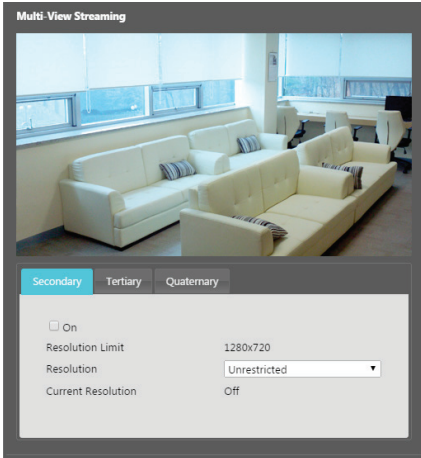 Multi-View Streaming
Secondary Tertiary Quaternary
On
Resolution Limit 1280x720
Resolution Unrestricted
Current Resolution Off